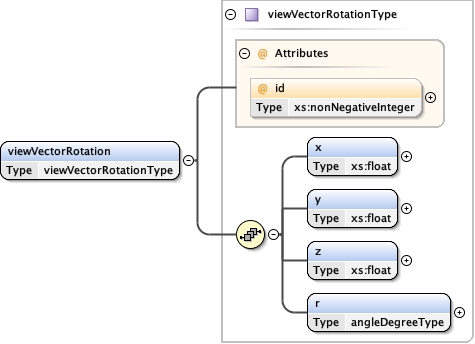 viewVectorRotationType
@ Attributes
@ id
Type xs:nonNegativeInteger
viewVectorRotation
Type viewVectorRotationType
x
Type xs:float
y
Type xs:float
z
Type xs:float
r
Type angleDegreeType